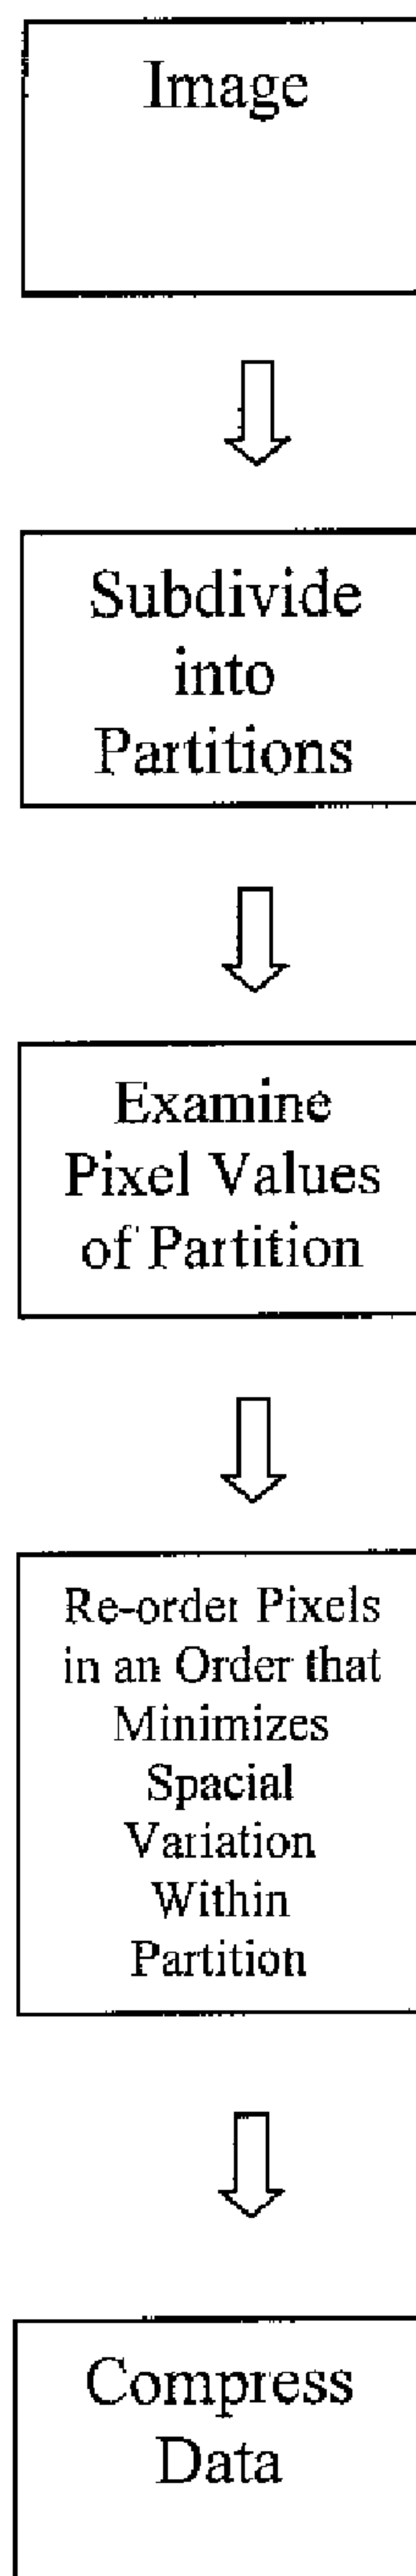 Image
Subdivide
into
Partitions
Examine
Pixel Values
of Partition
Re-order Pixels
in an Order that
Minimizes
Spacial
Variation
Within
Partition
Compress
Data